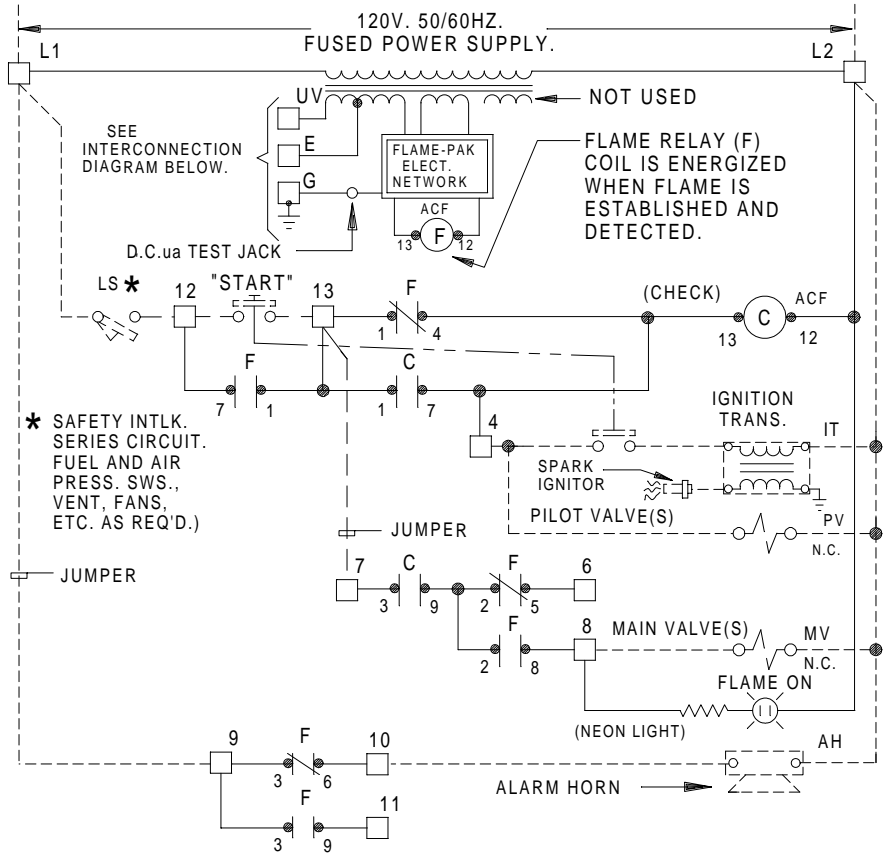 120V. 50/60HZ.
FUSED POWER SUPPLY.
L1
L2
UV
NOT USED
SEE
INTERCONNECTION
DIAGRAM BELOW.
E
G
FLAME-PAK
ELECT.
NETWORK
FLAME RELAY (F)
COIL IS ENERGIZED
WHEN FLAME IS
ESTABLISHED AND
DETECTED.
ACF
13 F 12
D.C.ua TEST JACK
LS * 12 "START" 13 F (CHECK) ACF
1 4 13 C 12
F C
7 1 1 7
4
IGNITION
TRANS.
IT
* SAFETY INTLK.
SERIES CIRCUIT.
FUEL AND AIR
PRESS. SWS.,
VENT, FANS,
ETC. AS REQ'D.)
SPARK
IGNITOR
PILOT VALVE(S) PV
N.C.
JUMPER
JUMPER
7 C F 6
3 9 2 5
F 8 MAIN VALVE(S) MV
2 8 N.C.
FLAME ON
(NEON LIGHT)
9 F 10 AH
3 6
ALARM HORN
F 11
3 9